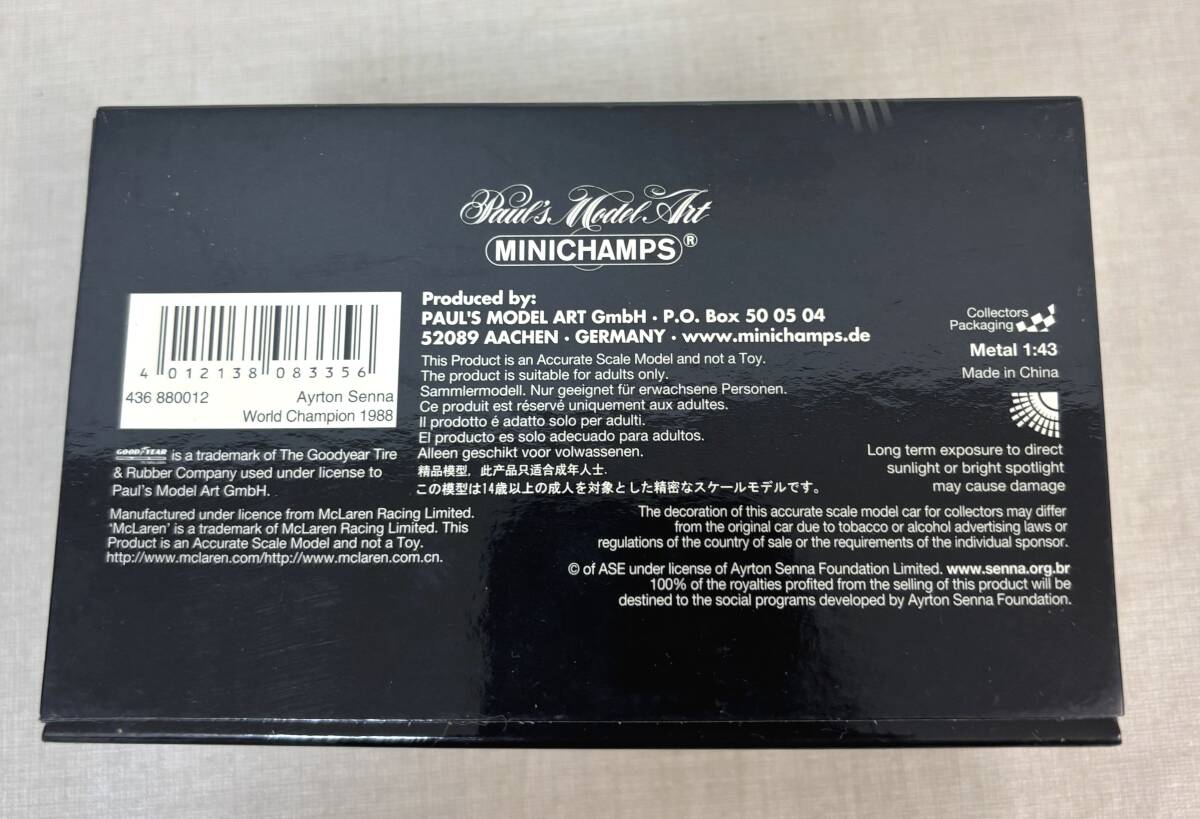 Paul's Model Art
MINICHAMPS®
4 012138 083356
436 880012 Ayrton Senna
World Champion 1988
GOODYEAR is a trademark of The Goodyear Tire
& Rubber Company used under license to
Paul's Model Art GmbH.
Manufactured under licence from McLaren Racing Limited.
'McLaren' is a trademark of McLaren Racing Limited. This
Product is an Accurate Scale Model and not a Toy.
http://www.mclaren.com/http://www.mclaren.com.cn.
Produced by:
PAUL'S MODEL ART GmbH · P.O. Box 50 05 04
52089 AACHEN · GERMANY · www.minichamps.de
This Product is an Accurate Scale Model and not a Toy.
The product is suitable for adults only.
Sammlermodell. Nur geeignet für erwachsene Personen.
Ce produit est réservé uniquement aux adultes.
Il prodotto é adatto solo per adulti.
El producto es solo adecuado para adultos.
Alleen geschikt voor volwassenen.
精品模型，此产品只适合成年人士.
この模型は14歳以上の成人を対象とした精密なスケールモデルです。
Collectors
Packaging
Metal 1:43
Made in China
Long term exposure to direct
sunlight or bright spotlight
may cause damage
The decoration of this accurate scale model car for collectors may differ
from the original car due to tobacco or alcohol advertising laws or
regulations of the country of sale or the requirements of the individual sponsor.
© of ASE under license of Ayrton Senna Foundation Limited. www.senna.org.br
100% of the royalties profited from the selling of this product will be
destined to the social programs developed by Ayrton Senna Foundation.